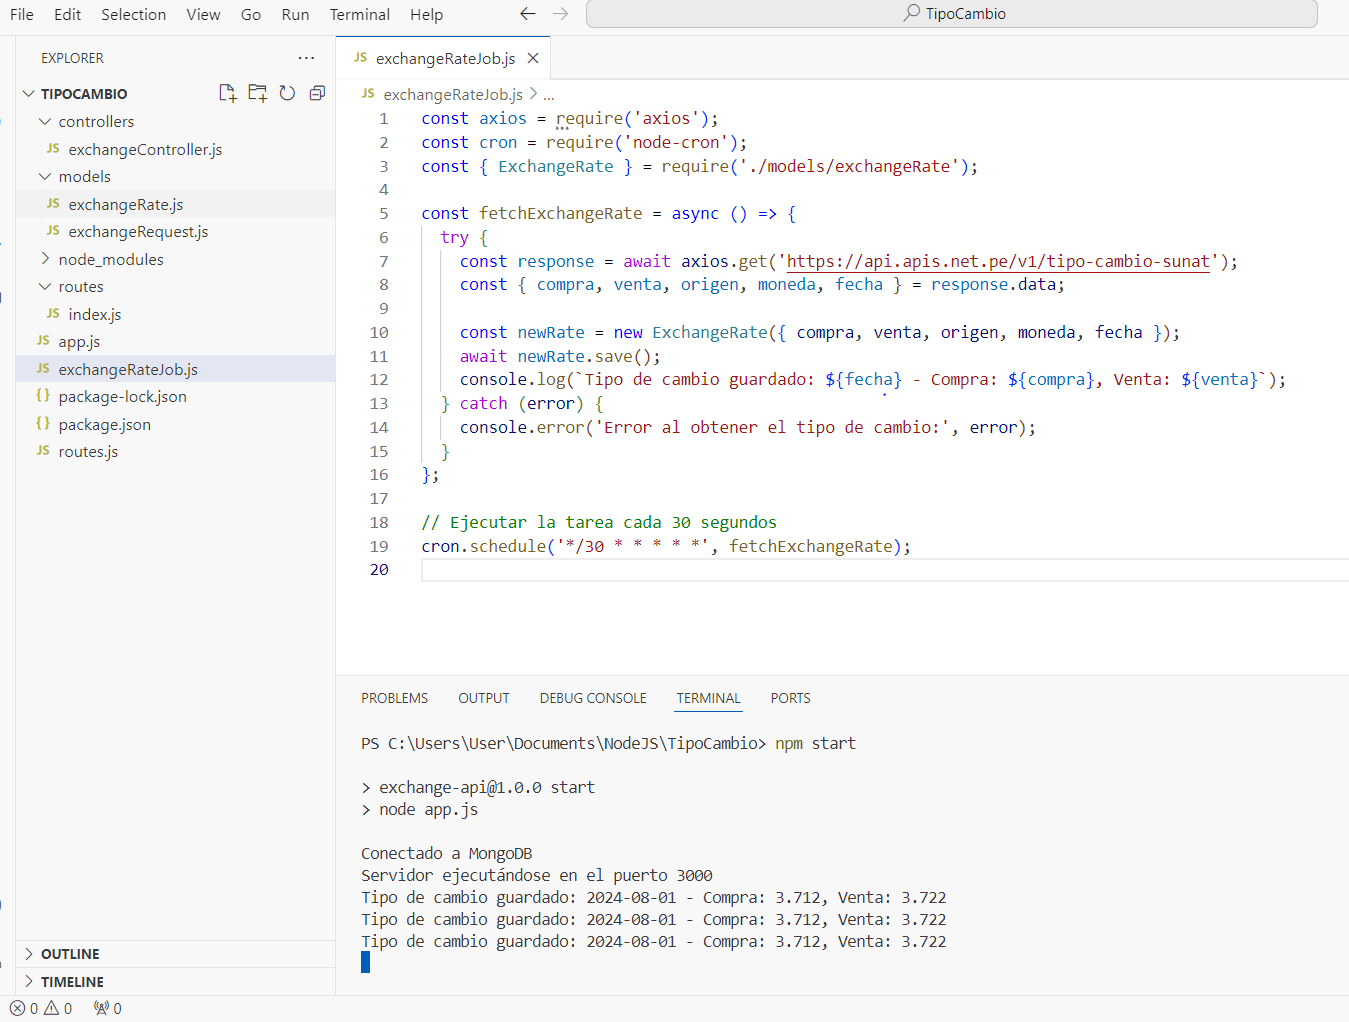 File Edit Selection View Go Run Terminal Help
TipoCambio
EXPLORER
TIPOCAMBIO
controllers
JS exchangeController.js
models
JS exchangeRate.js
JS exchangeRequest.js
node_modules
routes
JS index.js
JS app.js
JS exchangeRateJob.js
{} package-lock.json
{} package.json
JS routes.js
OUTLINE
TIMELINE
JS exchangeRateJob.js
JS exchangeRateJob.js > ...
1 const axios = require('axios');
2 const cron = require('node-cron');
3 const { ExchangeRate } = require('./models/exchangeRate');
4
5 const fetchExchangeRate = async () => {
6   try {
7     const response = await axios.get('https://api.apis.net.pe/v1/tipo-cambio-sunat');
8     const { compra, venta, origen, moneda, fecha } = response.data;
9
10     const newRate = new ExchangeRate({ compra, venta, origen, moneda, fecha });
11     await newRate.save();
12     console.log(`Tipo de cambio guardado: ${fecha} - Compra: ${compra}, Venta: ${venta}`);
13   } catch (error) {
14     console.error('Error al obtener el tipo de cambio:', error);
15   }
16 };
17
18 // Ejecutar la tarea cada 30 segundos
19 cron.schedule('*/30 * * * * *', fetchExchangeRate);
20
PROBLEMS OUTPUT DEBUG CONSOLE TERMINAL PORTS
PS C:\Users\User\Documents\NodeJS\TipoCambio> npm start
> exchange-api@1.0.0 start
> node app.js
Conectado a MongoDB
Servidor ejecutándose en el puerto 3000
Tipo de cambio guardado: 2024-08-01 - Compra: 3.712, Venta: 3.722
Tipo de cambio guardado: 2024-08-01 - Compra: 3.712, Venta: 3.722
Tipo de cambio guardado: 2024-08-01 - Compra: 3.712, Venta: 3.722
0 0 0